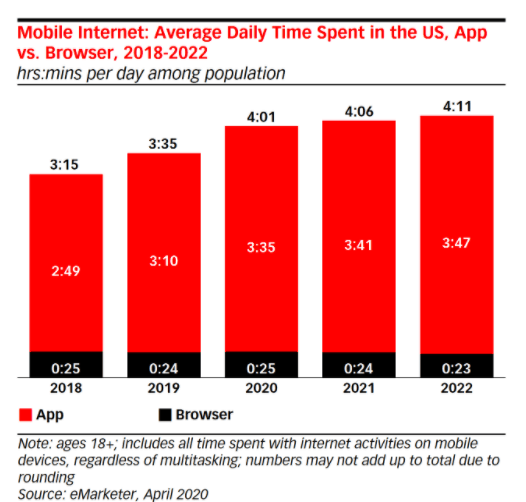 Mobile Internet: Average Daily Time Spent in the US, App
vs. Browser, 2018-2022
hrs:mins per day among population
3:15
3:35
4:01
4:06
4:11
2:49
3:10
3:35
3:41
3:47
0:25
0:24
0:25
0:24
0:23
2018
2019
2020
2021
2022
App
Browser
Note: ages 18+; includes all time spent with internet activities on mobile
devices, regardless of multitasking; numbers may not add up to total due to
rounding
Source: eMarketer, April 2020